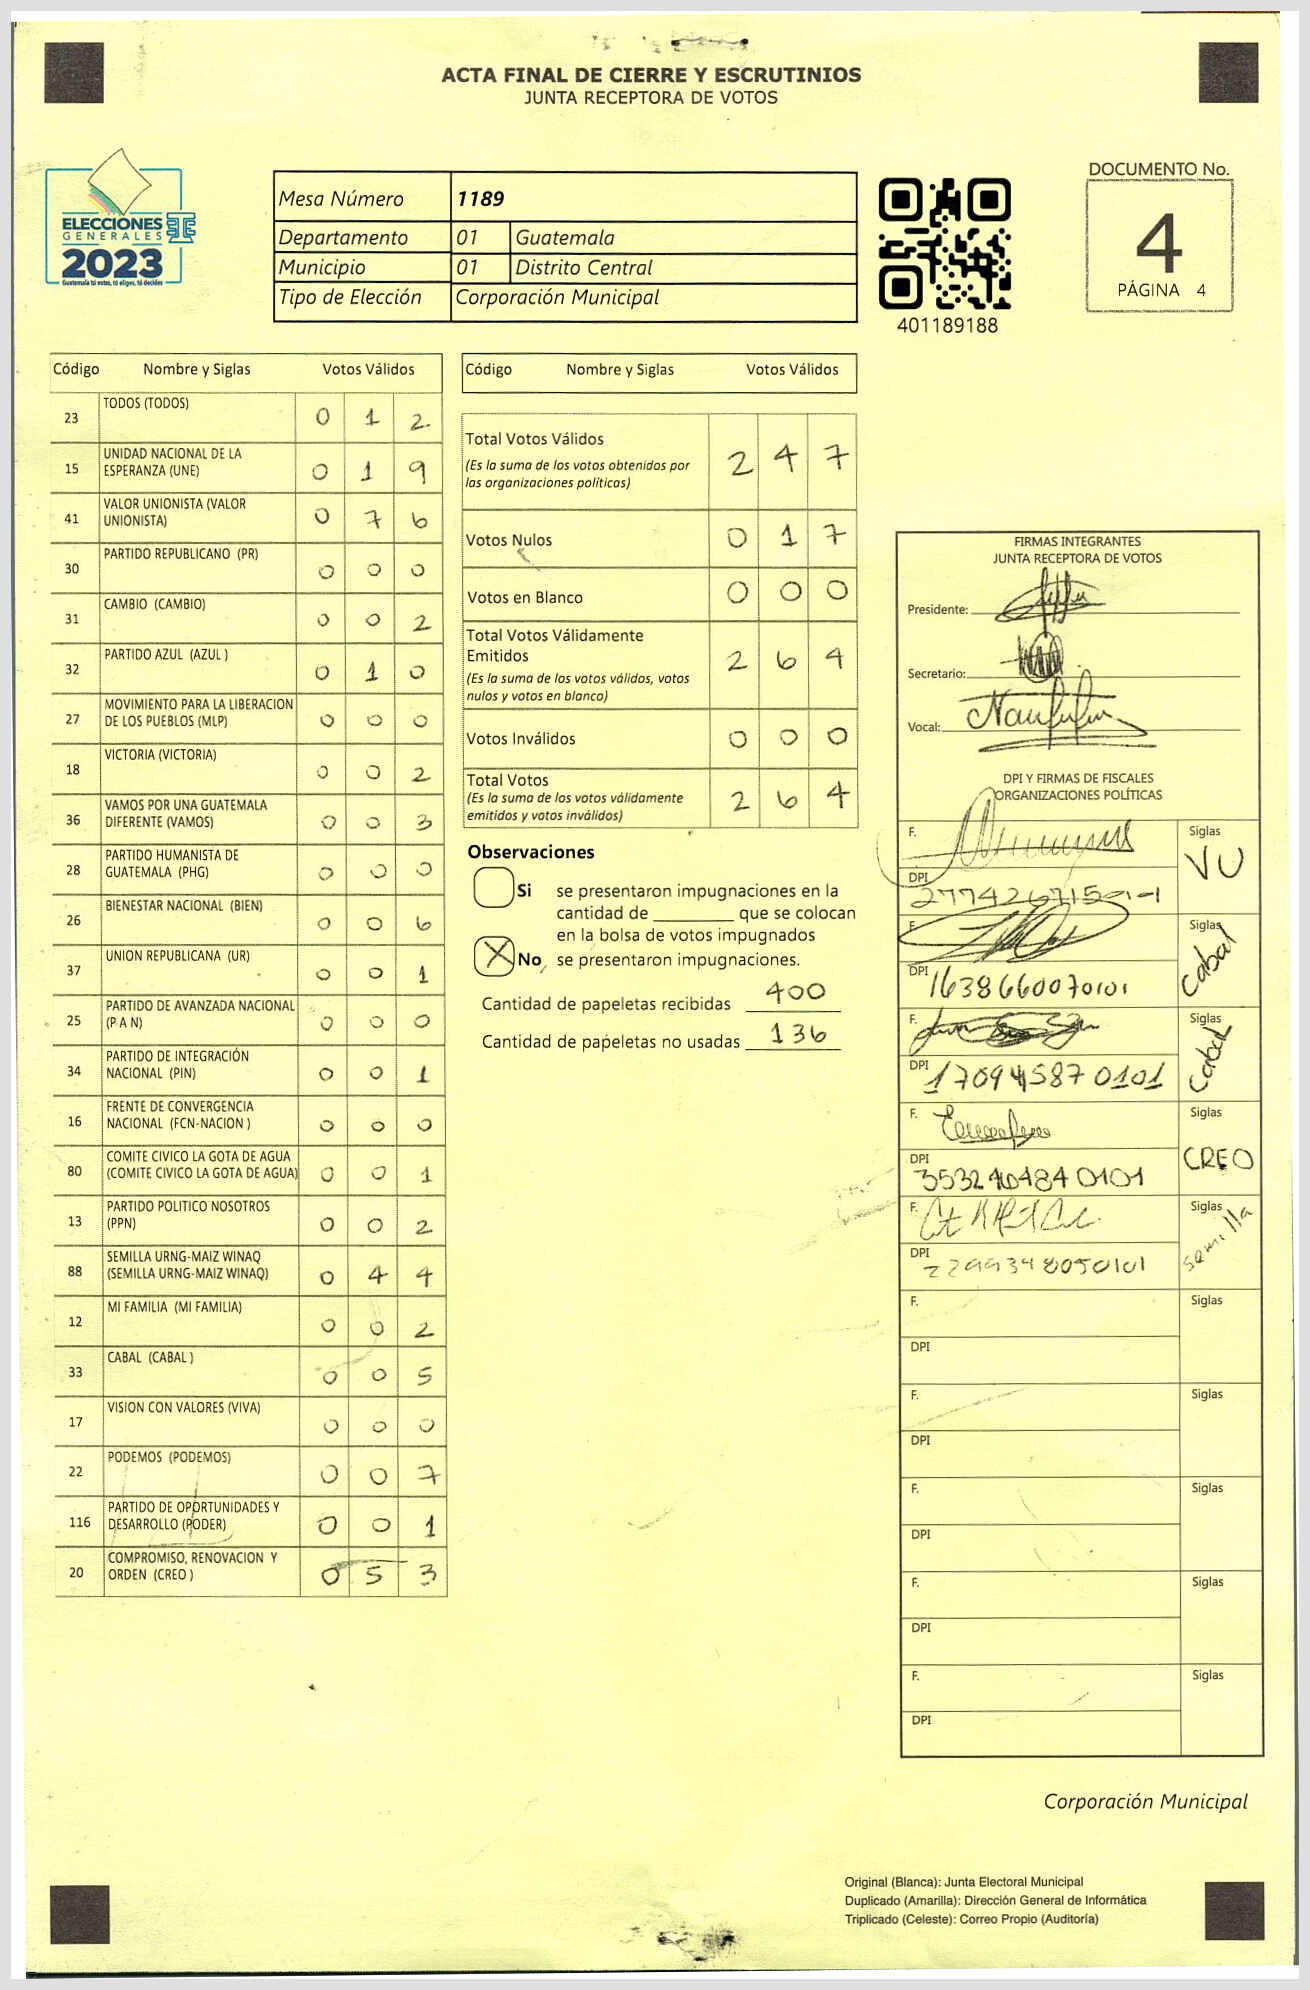 ACTA FINAL DE CIERRE Y ESCRUTINIOS
JUNTA RECEPTORA DE VOTOS
ELECCIONES
GENERALES
2023
Guatemala tú votas, tú eliges, tú decides
Mesa Número 1189
Departamento 01 Guatemala
Municipio 01 Distrito Central
Tipo de Elección Corporación Municipal
401189188
DOCUMENTO No.
4
PÁGINA 4
Código Nombre y Siglas Votos Válidos
23 TODOS (TODOS) 0 1 2
15 UNIDAD NACIONAL DE LA ESPERANZA (UNE) 0 1 9
41 VALOR UNIONISTA (VALOR UNIONISTA) 0 7 6
30 PARTIDO REPUBLICANO (PR) 0 0 0
31 CAMBIO (CAMBIO) 0 0 2
32 PARTIDO AZUL (AZUL ) 0 1 0
27 MOVIMIENTO PARA LA LIBERACION DE LOS PUEBLOS (MLP) 0 0 0
18 VICTORIA (VICTORIA) 0 0 2
36 VAMOS POR UNA GUATEMALA DIFERENTE (VAMOS) 0 0 3
28 PARTIDO HUMANISTA DE GUATEMALA (PHG) 0 0 0
26 BIENESTAR NACIONAL (BIEN) 0 0 6
37 UNION REPUBLICANA (UR) 0 0 1
25 PARTIDO DE AVANZADA NACIONAL (P A N) 0 0 0
34 PARTIDO DE INTEGRACIÓN NACIONAL (PIN) 0 0 1
16 FRENTE DE CONVERGENCIA NACIONAL (FCN-NACION ) 0 0 0
80 COMITE CIVICO LA GOTA DE AGUA (COMITE CIVICO LA GOTA DE AGUA) 0 0 1
13 PARTIDO POLITICO NOSOTROS (PPN) 0 0 2
88 SEMILLA URNG-MAIZ WINAQ (SEMILLA URNG-MAIZ WINAQ) 0 4 4
12 MI FAMILIA (MI FAMILIA) 0 0 2
33 CABAL (CABAL ) 0 0 5
17 VISION CON VALORES (VIVA) 0 0 0
22 PODEMOS (PODEMOS) 0 0 7
116 PARTIDO DE OPORTUNIDADES Y DESARROLLO (PODER) 0 0 1
20 COMPROMISO, RENOVACION Y ORDEN (CREO ) 0 5 3
Código Nombre y Siglas Votos Válidos
Total Votos Válidos 2 4 7
(Es la suma de los votos obtenidos por
las organizaciones políticas)
Votos Nulos 0 1 7
Votos en Blanco 0 0 0
Total Votos Válidamente
Emitidos 2 6 4
(Es la suma de los votos válidos, votos
nulos y votos en blanco)
Votos Inválidos 0 0 0
Total Votos 2 6 4
(Es la suma de los votos válidamente
emitidos y votos inválidos)
Observaciones
Si se presentaron impugnaciones en la
cantidad de ________ que se colocan
en la bolsa de votos impugnados
X No, se presentaron impugnaciones.
Cantidad de papeletas recibidas 400
Cantidad de papeletas no usadas 136
FIRMAS INTEGRANTES
JUNTA RECEPTORA DE VOTOS
Presidente:
Secretario:
Vocal:
DPI Y FIRMAS DE FISCALES
ORGANIZACIONES POLÍTICAS
F. Siglas
VU
DPI
F. Siglas
Cabal
DPI 1638660070101
F. Siglas
Cabal
DPI
F. Siglas
CREO
DPI
F. Siglas
Semilla
DPI 2299348050101
F. Siglas
DPI
F. Siglas
DPI
F. Siglas
DPI
F. Siglas
DPI
F. Siglas
DPI
Corporación Municipal
Original (Blanca): Junta Electoral Municipal
Duplicado (Amarilla): Dirección General de Informática
Triplicado (Celeste): Correo Propio (Auditoría)